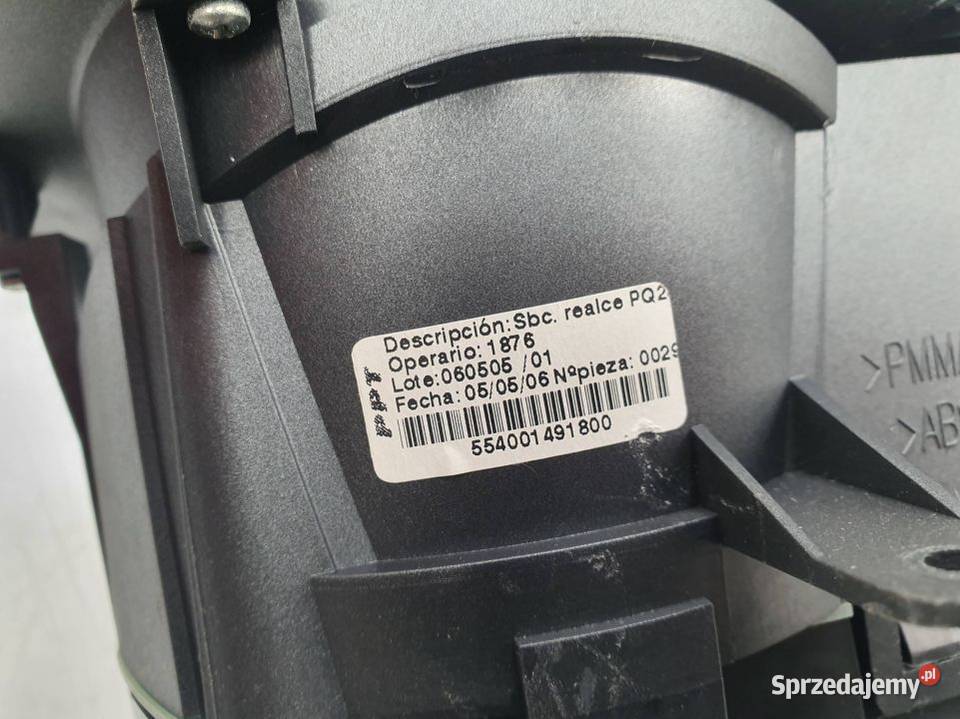 Descripción:Sbc. realce PQ2
Operario:1876
Lote:060505 /01
Fecha: 05/05/06 Nºpieza: 0029
554001491800
>PMMA
>AB
Sprzedajemy.pl